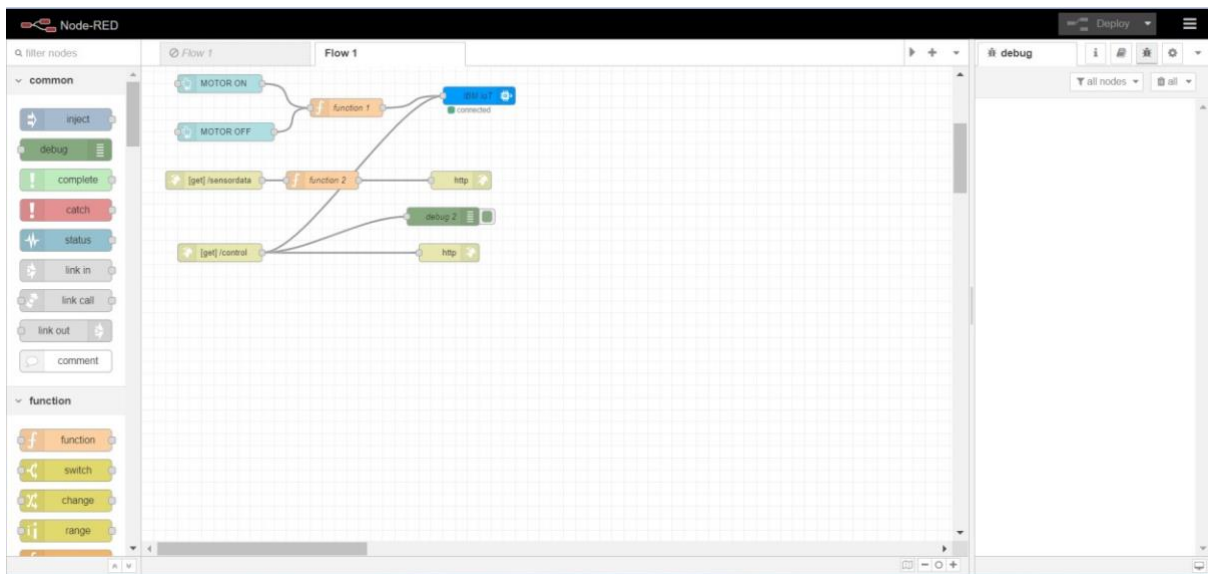 Node-RED
Deploy
filter nodes
Flow 1
Flow 1
debug
i
all nodes
all
common
inject
debug
complete
catch
status
link in
link call
link out
comment
function
function
switch
change
range
MOTOR ON
MOTOR OFF
function 1
IBM IoT
connected
[get] /sensordata
function 2
http
debug 2
[get] /control
http